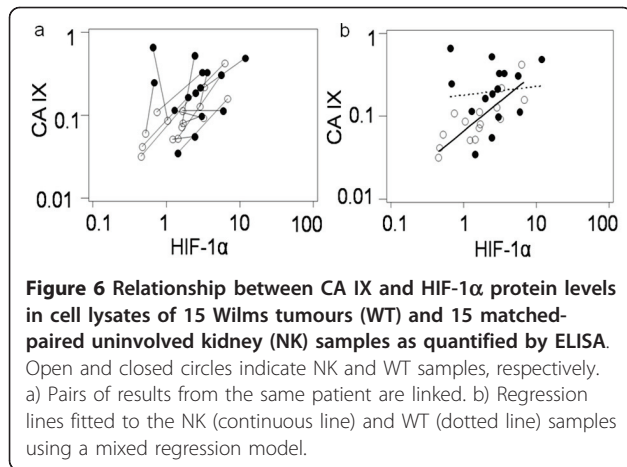 a
b
1
1
CA IX
CA IX
0.1
0.1
0.01
0.01
0.1 1 10 100
0.1 1 10 100
HIF-1α
HIF-1α
Figure 6 Relationship between CA IX and HIF-1α protein levels
in cell lysates of 15 Wilms tumours (WT) and 15 matched-
paired uninvolved kidney (NK) samples as quantified by ELISA.
Open and closed circles indicate NK and WT samples, respectively.
a) Pairs of results from the same patient are linked. b) Regression
lines fitted to the NK (continuous line) and WT (dotted line) samples
using a mixed regression model.